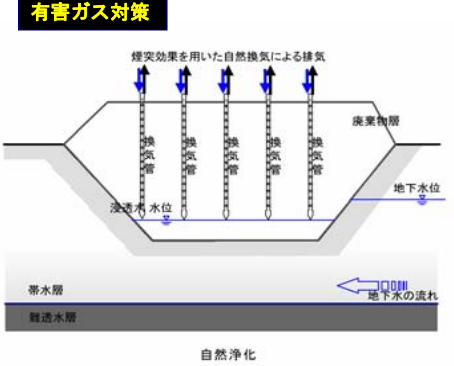 有害ガス対策
煙突効果を用いた自然換気による排気
廃棄物層
換気管
換気管
換気管
換気管
換気管
地下水位
浸透水 水位
帯水層
地下水の流れ
難透水層
自然浄化